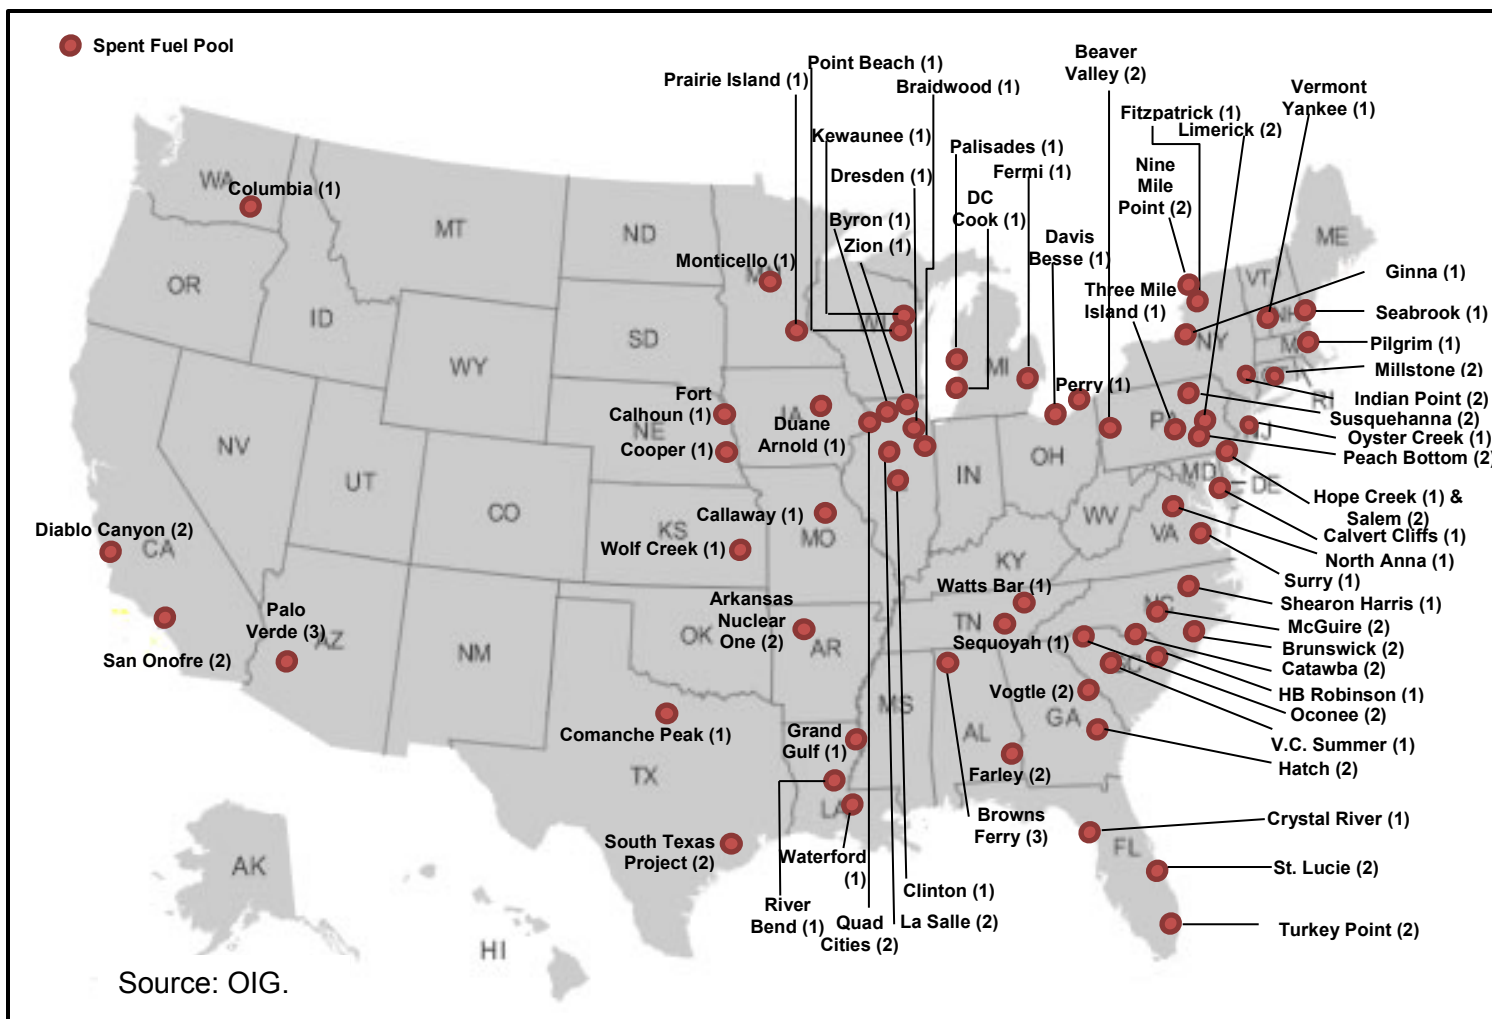 Spent Fuel Pool
Prairie Island (1)
Point Beach (1)
Braidwood (1)
Beaver
Valley (2)
Vermont
Yankee (1)
Fitzpatrick (1)
Limerick (2)
Kewaunee (1)
Palisades (1)
Fermi (1)
Dresden (1)
Nine
Mile
Point (2)
DC
Cook (1)
Byron (1)
Zion (1)
Davis
Besse (1)
WA
Columbia (1)
MT
ND
ME
OR
Monticello (1)
MN
VT
Ginna (1)
Three Mile
Island (1)
ID
SD
WI
NH
Seabrook (1)
NY
Pilgrim (1)
WY
MI
Millstone (2)
Perry (1)
Indian Point (2)
RI
Fort
Calhoun (1)
IA
Susquehanna (2)
NE
Duane
Arnold (1)
PA
NJ
Oyster Creek (1)
NV
Cooper (1)
OH
Peach Bottom (2)
UT
IN
MD
DE
CO
Callaway (1)
WV
Hope Creek (1) &
Salem (2)
Diablo Canyon (2)
CA
KS
MO
VA
Calvert Cliffs (1)
Wolf Creek (1)
KY
North Anna (1)
Surry (1)
Watts Bar (1)
Shearon Harris (1)
Palo
Verde (3)
Arkansas
Nuclear
One (2)
NC
McGuire (2)
AZ
NM
OK
AR
TN
Sequoyah (1)
Brunswick (2)
San Onofre (2)
SC
Catawba (2)
Vogtle (2)
HB Robinson (1)
MS
GA
Oconee (2)
Comanche Peak (1)
Grand
Gulf (1)
AL
V.C. Summer (1)
TX
Farley (2)
Hatch (2)
LA
Browns
Ferry (3)
Crystal River (1)
South Texas
Project (2)
Waterford
(1)
FL
AK
Clinton (1)
St. Lucie (2)
River
Bend (1)
Quad
Cities (2)
La Salle (2)
Turkey Point (2)
HI
Source: OIG.